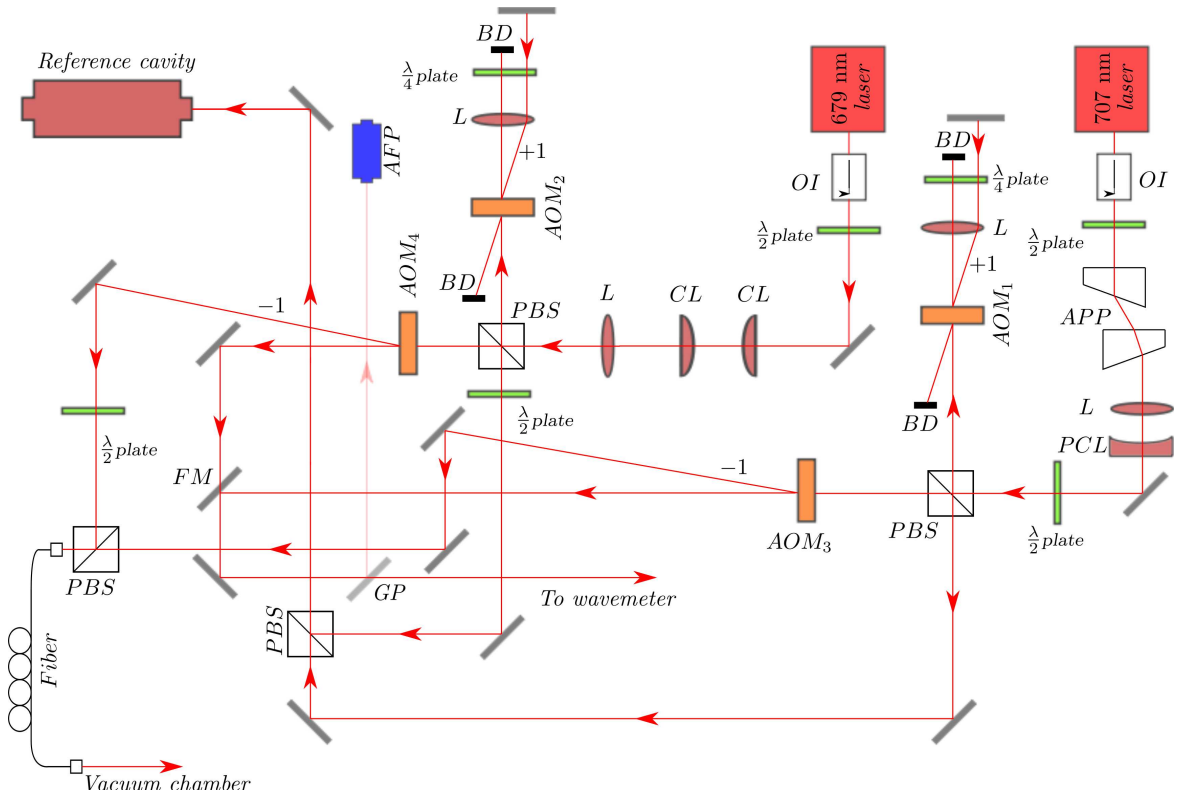 BD
Reference cavity
λ/4 plate
L
+1
AFP
AOM₂
679 nm
laser
707 nm
laser
BD
OI
λ/4 plate
OI
λ/2 plate
L
λ/2 plate
+1
AOM₄
BD
−1
PBS
L
CL
CL
AOM₁
APP
λ/2 plate
BD
L
PCL
λ/2 plate
FM
−1
AOM₃
PBS
λ/2 plate
PBS
GP
To wavemeter
PBS
Fiber
Vacuum chamber